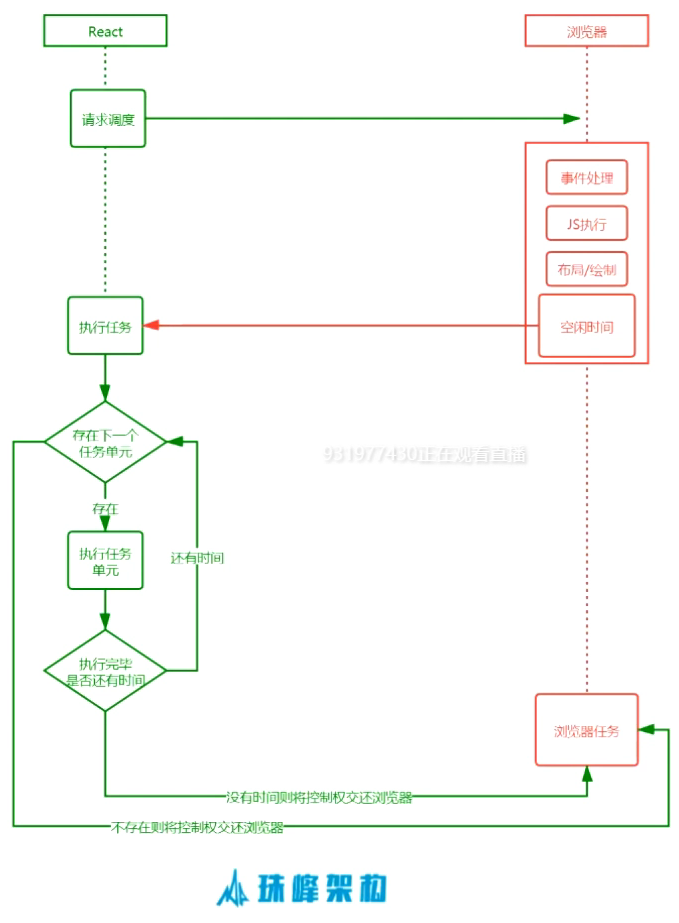 React
浏览器
请求调度
事件处理
JS执行
布局/绘制
执行任务
空闲时间
存在下一个
任务单元
931977430正在观看直播
存在
执行任务
单元
还有时间
执行完毕
是否还有时间
浏览器任务
没有时间则将控制权交还浏览器
不存在则将控制权交还浏览器
珠峰架构